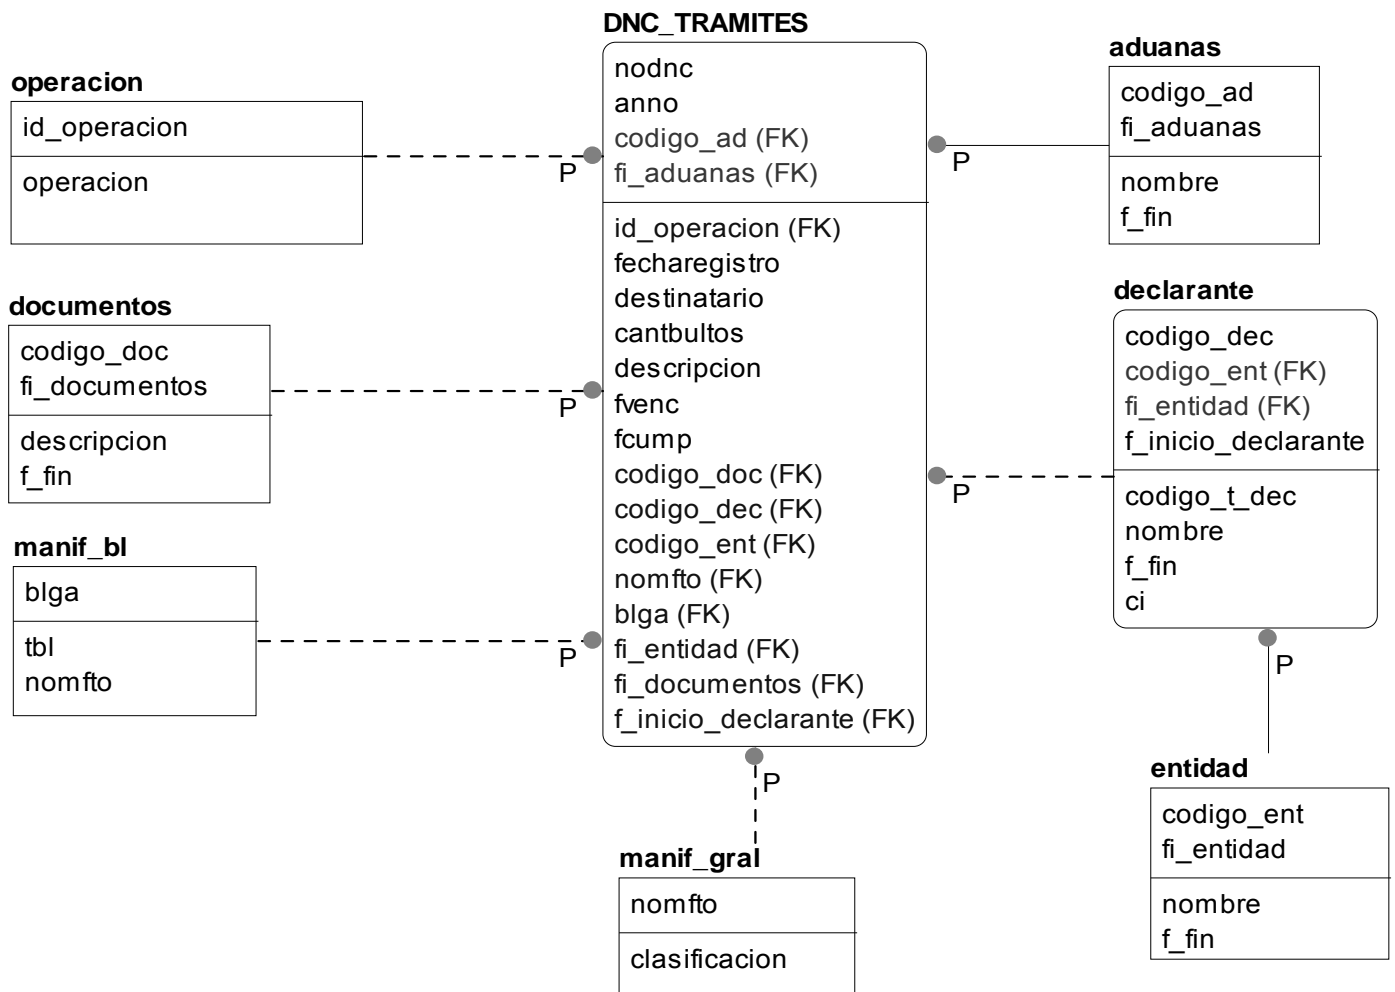 operacion
id_operacion
operacion
P
documentos
codigo_doc
fi_documentos
descripcion
f_fin
P
manif_bl
blga
tbl
nomfto
P
DNC_TRAMITES
nodnc
anno
codigo_ad (FK)
fi_aduanas (FK)
id_operacion (FK)
fecharegistro
destinatario
cantbultos
descripcion
fvenc
fcump
codigo_doc (FK)
codigo_dec (FK)
codigo_ent (FK)
nomfto (FK)
blga (FK)
fi_entidad (FK)
fi_documentos (FK)
f_inicio_declarante (FK)
P
manif_gral
nomfto
clasificacion
aduanas
codigo_ad
fi_aduanas
nombre
f_fin
P
declarante
codigo_dec
codigo_ent (FK)
fi_entidad (FK)
f_inicio_declarante
codigo_t_dec
nombre
f_fin
ci
P
P
entidad
codigo_ent
fi_entidad
nombre
f_fin